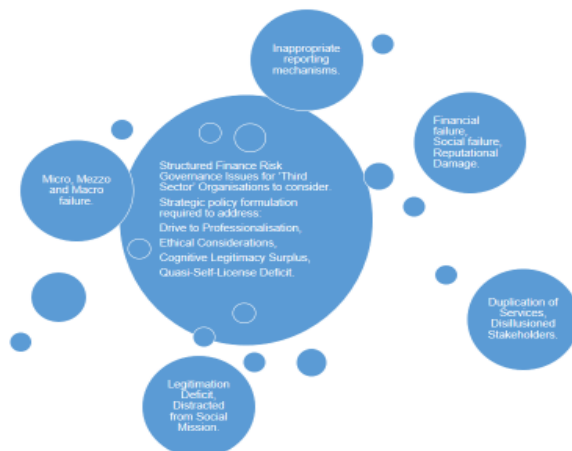 Inappropriate
reporting
mechanisms.
Financial
failure,
Social failure,
Reputational
Damage.
Structured Finance Risk
Governance Issues for 'Third
Sector' Organisations to consider.
Strategic policy formulation
required to address:
Drive to Professionalisation,
Ethical Considerations,
Cognitive Legitimacy Surplus,
Quasi-Self-License Deficit.
Micro, Mezzo
and Macro
failure.
Duplication of
Services,
Disillusioned
Stakeholders.
Legitimation
Deficit,
Distracted
from Social
Mission.